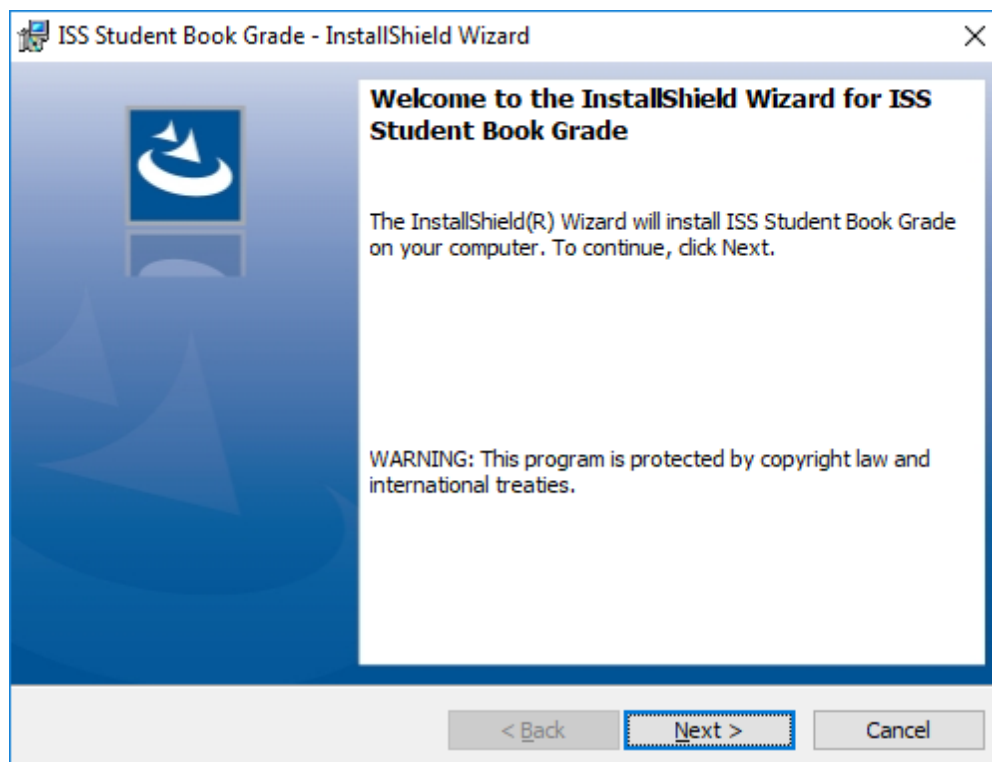 ISS Student Book Grade - InstallShield Wizard
Welcome to the InstallShield Wizard for ISS
Student Book Grade
The InstallShield(R) Wizard will install ISS Student Book Grade
on your computer. To continue, click Next.
WARNING: This program is protected by copyright law and
international treaties.
< Back Next > Cancel